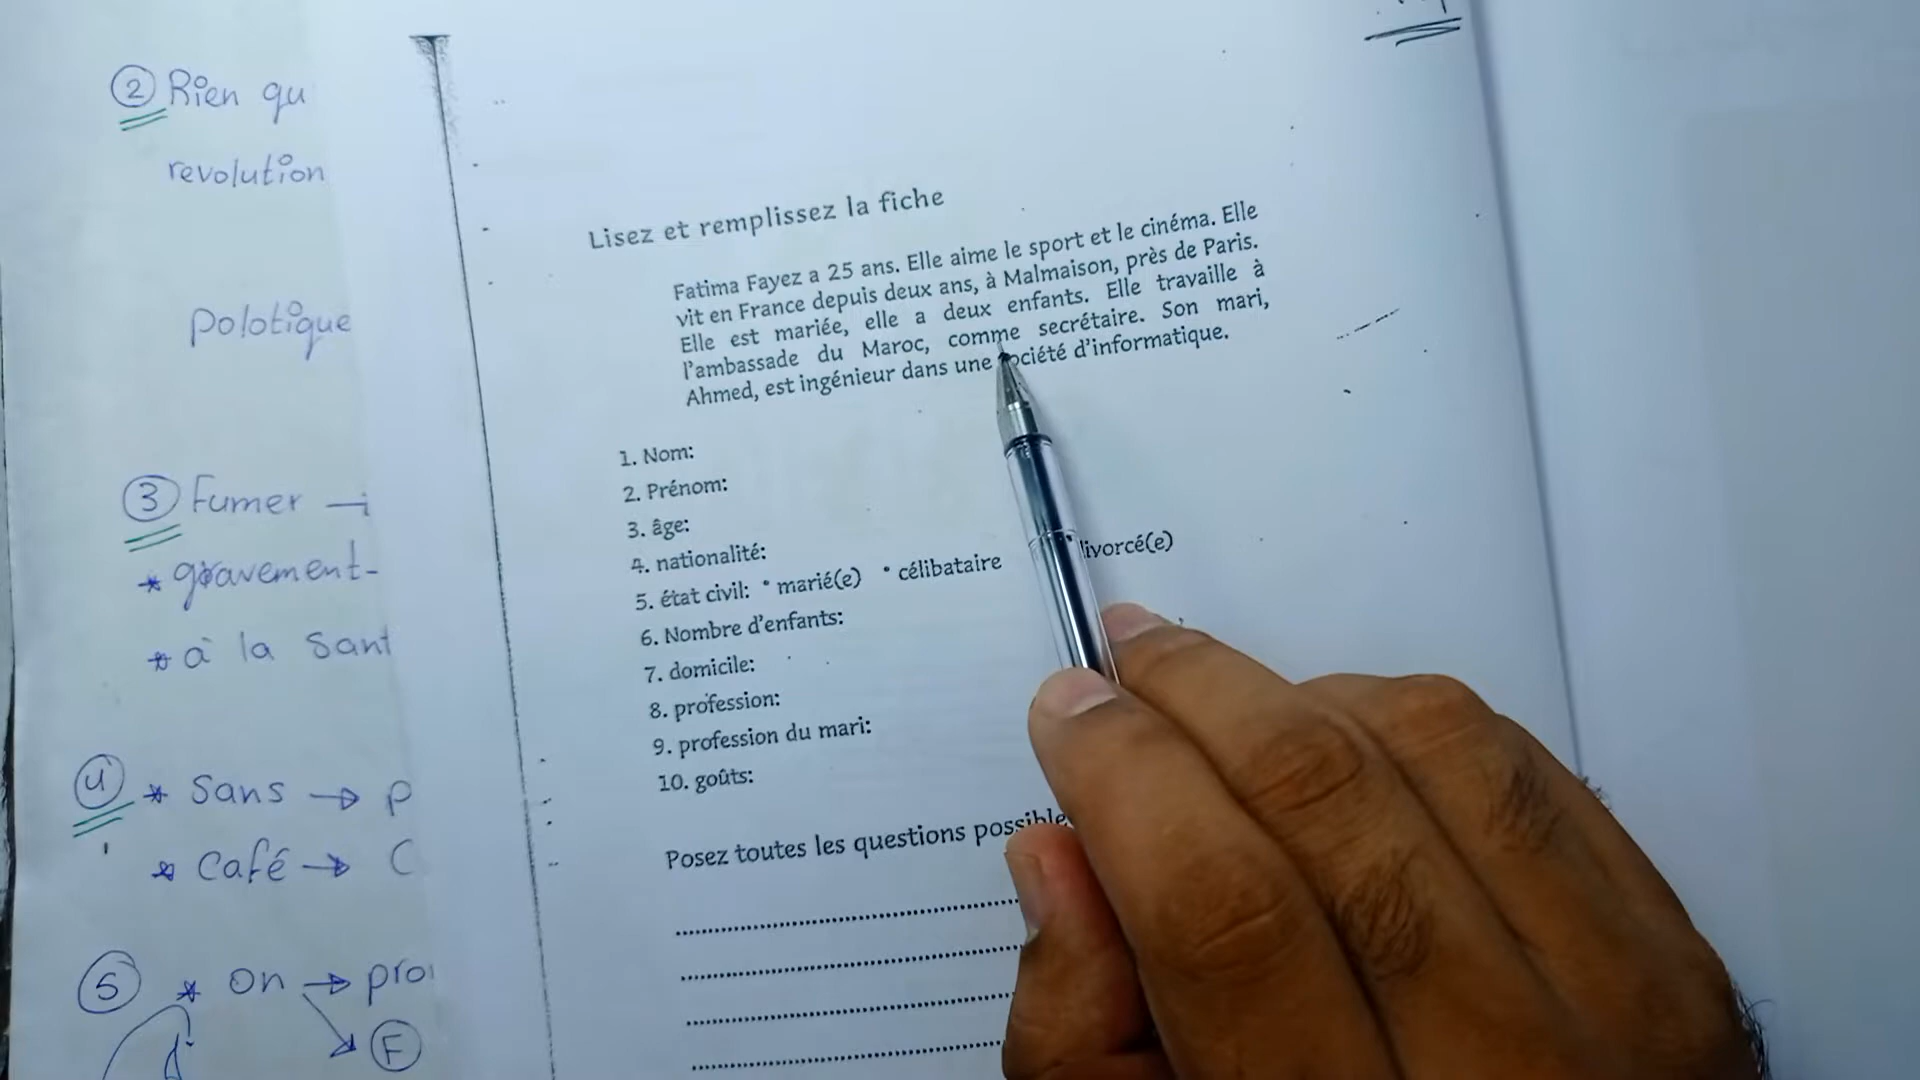 ② Rien qu
revolution
polotique
③ Fumer
* gravement-
* à la sant
④ * Sans → p
* Café → C
⑤ * on → pro
F
Lisez et remplissez la fiche
Fatima Fayez a 25 ans. Elle aime le sport et le cinéma. Elle
vit en France depuis deux ans, à Malmaison, près de Paris.
Elle est mariée, elle a deux enfants. Elle travaille à
l'ambassade du Maroc, comme secrétaire. Son mari,
Ahmed, est ingénieur dans une société d'informatique.
1. Nom:
2. Prénom:
3. âge:
4. nationalité:
5. état civil: • marié(e) • célibataire divorcé(e)
6. Nombre d'enfants:
7. domicile:
8. profession:
9. profession du mari:
10. goûts:
Posez toutes les questions possible